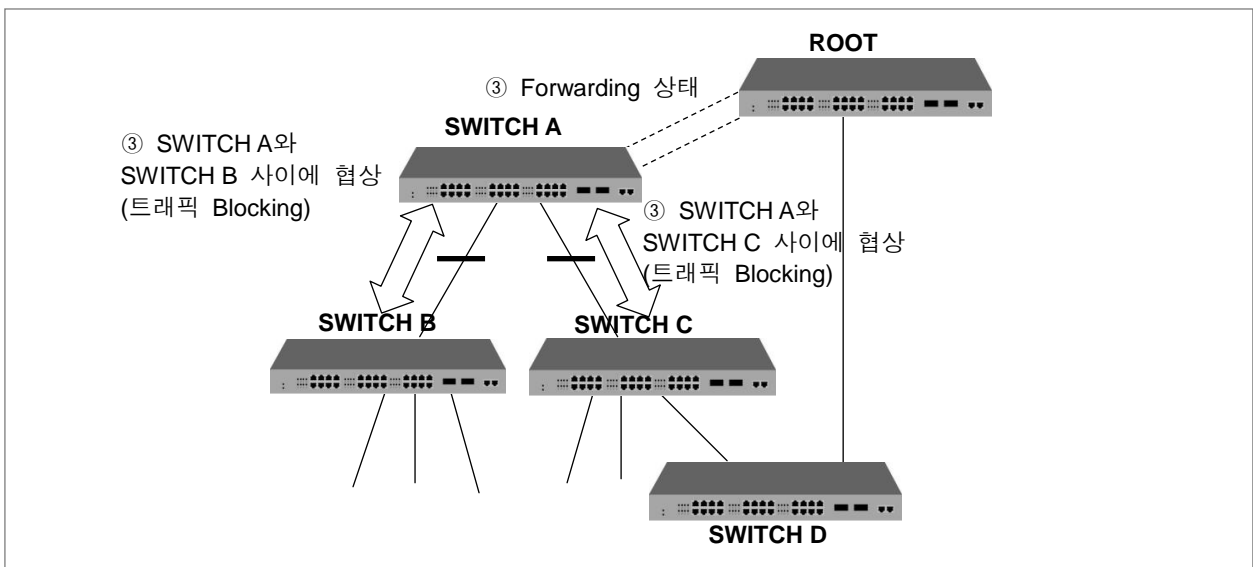 ROOT
③ Forwarding 상태
SWITCH A
③ SWITCH A와
SWITCH B 사이에 협상
(트래픽 Blocking)
③ SWITCH A와
SWITCH C 사이에 협상
(트래픽 Blocking)
SWITCH B
SWITCH C
SWITCH D